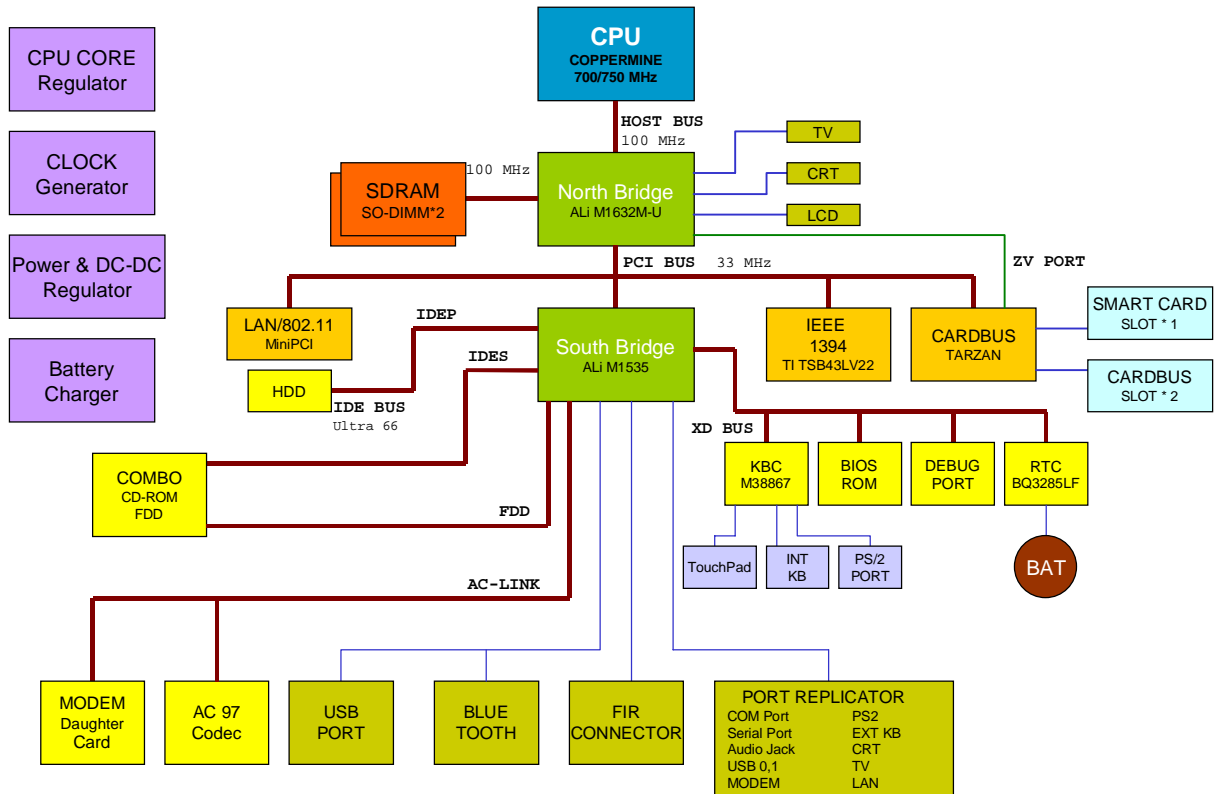 CPU CORE
Regulator
CLOCK
Generator
Power & DC-DC
Regulator
Battery
Charger
CPU
COPPERMINE
700/750 MHz
HOST BUS
100 MHz
100 MHz
SDRAM
SO-DIMM*2
North Bridge
ALi M1632M-U
TV
CRT
LCD
PCI BUS 33 MHz
ZV PORT
LAN/802.11
MiniPCI
IDEP
IDES
South Bridge
ALi M1535
IEEE
1394
TI TSB43LV22
CARDBUS
TARZAN
SMART CARD
SLOT * 1
CARDBUS
SLOT * 2
HDD
IDE BUS
Ultra 66
XD BUS
COMBO
CD-ROM
FDD
FDD
KBC
M38867
BIOS
ROM
DEBUG
PORT
RTC
BQ3285LF
TouchPad
INT
KB
PS/2
PORT
BAT
AC-LINK
MODEM
Daughter
Card
AC 97
Codec
USB
PORT
BLUE
TOOTH
FIR
CONNECTOR
PORT REPLICATOR
COM Port PS2
Serial Port EXT KB
Audio Jack CRT
USB 0,1 TV
MODEM LAN